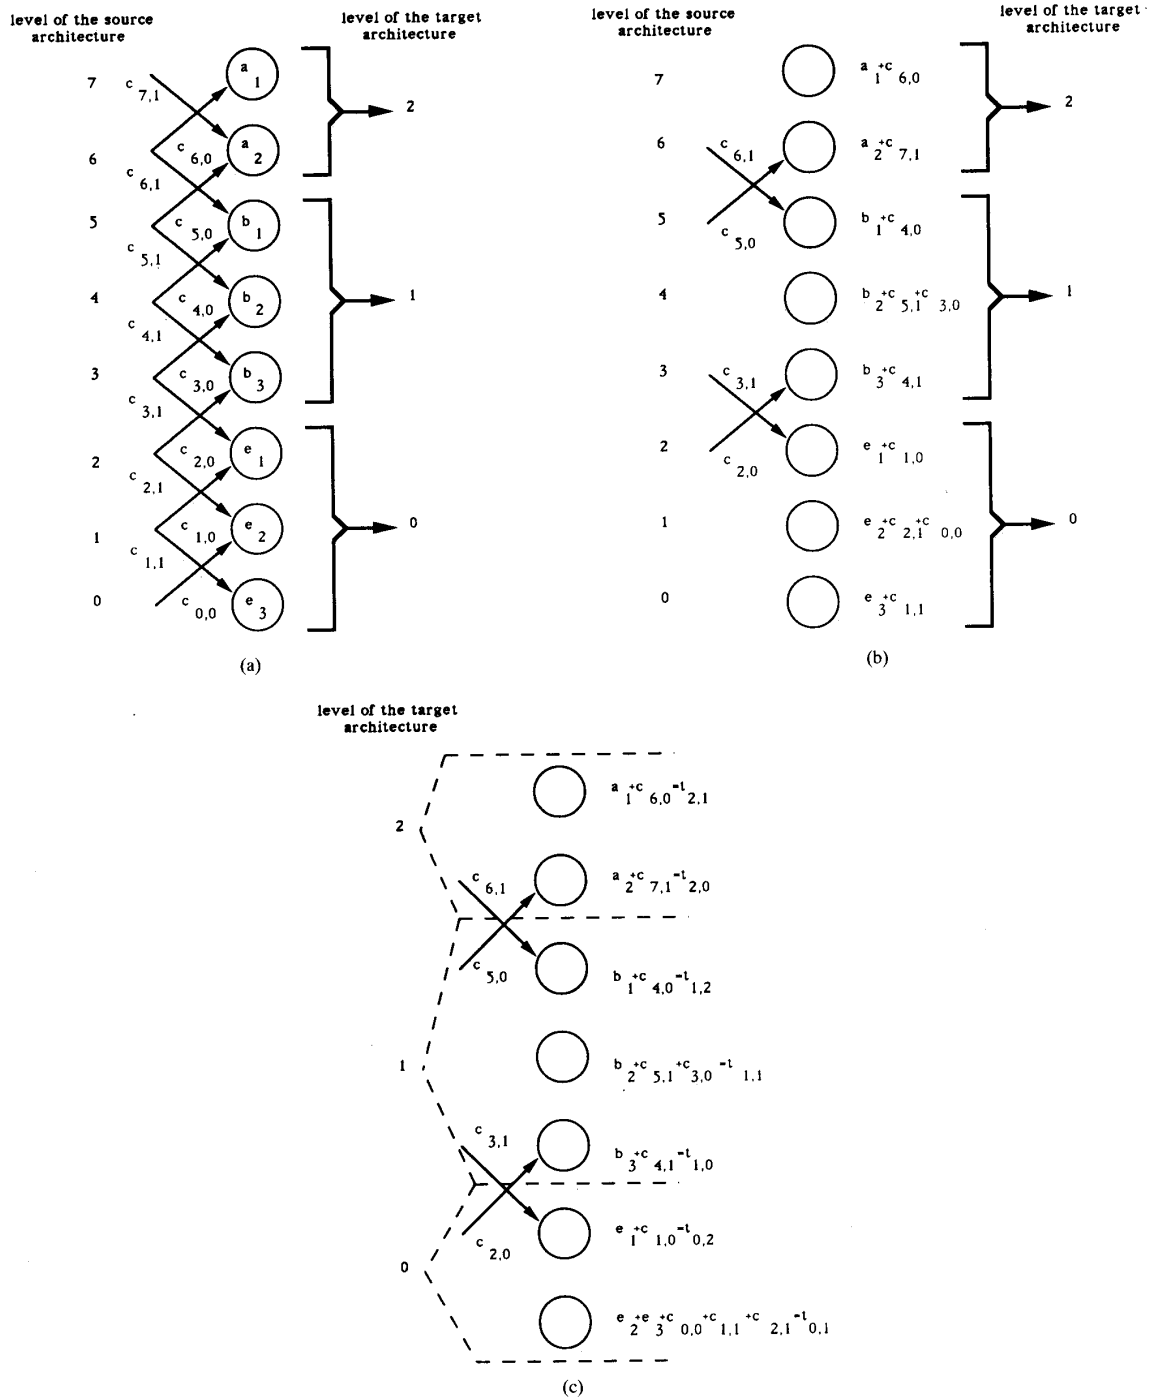 level of the source
architecture
level of the target
architecture
7
c 7,1
a 1
2
6
c 6,0
a 2
c 6,1
5
c 5,0
b 1
c 5,1
4
c 4,0
b 2
1
c 4,1
3
c 3,0
b 3
c 3,1
2
c 2,0
e 1
c 2,1
1
c 1,0
e 2
0
c 1,1
0
c 0,0
e 3
(a)
level of the source
architecture
level of the target
architecture
7
a 1 +c 6,0
2
6
c 6,1
a 2 +c 7,1
5
c 5,0
b 1 +c 4,0
4
b 2 +c 5,1 +c 3,0
1
3
c 3,1
b 3 +c 4,1
2
c 2,0
e 1 +c 1,0
1
e 2 +c 2,1 +c 0,0
0
0
e 3 +c 1,1
(b)
level of the target
architecture
a 1 +c 6,0 -t 2,1
2
c 6,1
a 2 +c 7,1 -t 2,0
c 5,0
b 1 +c 4,0 -t 1,2
1
b 2 +c 5,1 +c 3,0 -t 1,1
c 3,1
b 3 +c 4,1 -t 1,0
c 2,0
e 1 +c 1,0 -t 0,2
0
e 2 +e 3 +c 0,0 +c 1,1 +c 2,1 -t 0,1
(c)